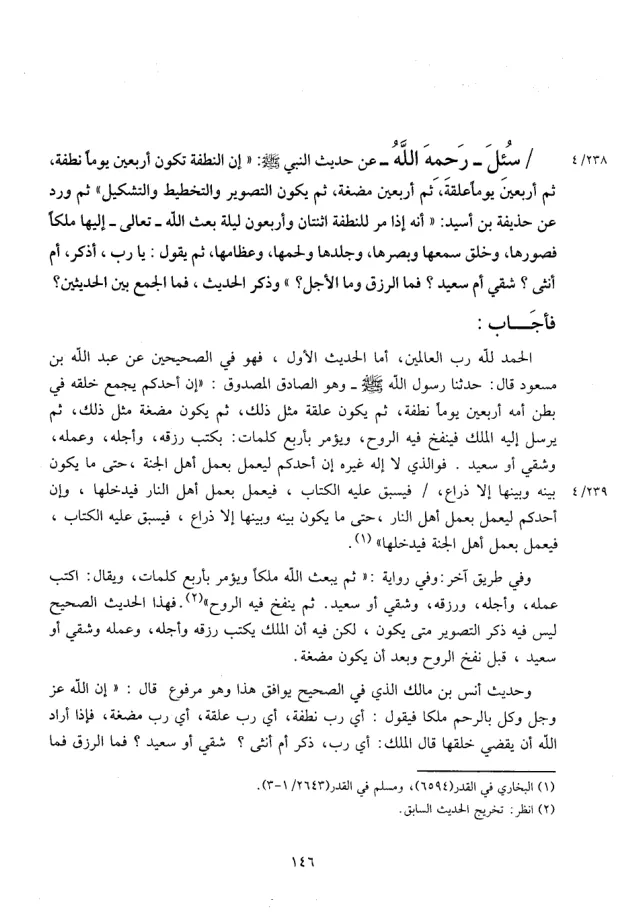 ٤/٢٣٨ / سُئِلَ ـ رَحمهَ اللَّهُ ـ عن حديث النبي ﷺ: « إن النطفة تكون أربعين يوماً نطفة،
ثم أربعين يوماً علقة، ثم أربعين مضغة، ثم يكون التصوير والتخطيط والتشكيل» ثم ورد
عن حذيفة بن أسيد: « أنه إذا مر للنطفة اثنتان وأربعون ليلة بعث الله ـ تعالى ـ إليها ملكاً
فصورها، وخلق سمعها وبصرها، وجلدها ولحمها، وعظامها، ثم يقول : يا رب ، أذكر، أم
أنثى ؟ شقي أم سعيد ؟ فما الرزق وما الأجل؟ » وذكر الحديث ، فما الجمع بين الحديثين؟
فأجَـــاب :
الحمد لله رب العالمين، أما الحديث الأول ، فهو في الصحيحين عن عبد الله بن
مسعود قال: حدثنا رسول الله ﷺ ـ وهو الصادق المصدوق : «إن أحدكم يجمع خلقه في
بطن أمه أربعين يوماً نطفة، ثم يكون علقة مثل ذلك، ثم يكون مضغة مثل ذلك، ثم
يرسل إليه الملك فينفخ فيه الروح، ويؤمر بأربع كلمات: بكتب رزقه، وأجله، وعمله،
وشقي أو سعيد . فوالذي لا إله غيره إن أحدكم ليعمل بعمل أهل الجنة ،حتى ما يكون
٤/٢٣٩ بينه وبينها إلا ذراع، / فيسبق عليه الكتاب ، فيعمل بعمل أهل النار فيدخلها ، وإن
أحدكم ليعمل بعمل أهل النار ،حتى ما يكون بينه وبينها إلا ذراع ، فيسبق عليه الكتاب ،
فيعمل بعمل أهل الجنة فيدخلها» (١).
وفي طريق آخر:وفي رواية :« ثم يبعث الله ملكاً ويؤمر بأربع كلمات، ويقال: اكتب
عمله، وأجله، ورزقه، وشقي أو سعيد. ثم ينفخ فيه الروح»(٢).فهذا الحديث الصحيح
ليس فيه ذكر التصوير متى يكون ، لكن فيه أن الملك يكتب رزقه وأجله، وعمله وشقي أو
سعيد ، قبل نفخ الروح وبعد أن يكون مضغة.
وحديث أنس بن مالك الذي في الصحيح يوافق هذا وهو مرفوع قال : « إن الله عز
وجل وكل بالرحم ملكا فيقول : أي رب نطفة، أي رب علقة، أي رب مضغة، فإذا أراد
الله أن يقضي خلقها قال الملك: أي رب، ذكر أم أنثى ؟ شقي أو سعيد ؟ فما الرزق فما
(١) البخاري في القدر(٦٥٩٤)، ومسلم في القدر(٢٦٤٣/ ١-٣).
(٢) انظر: تخريج الحديث السابق.
١٤٦